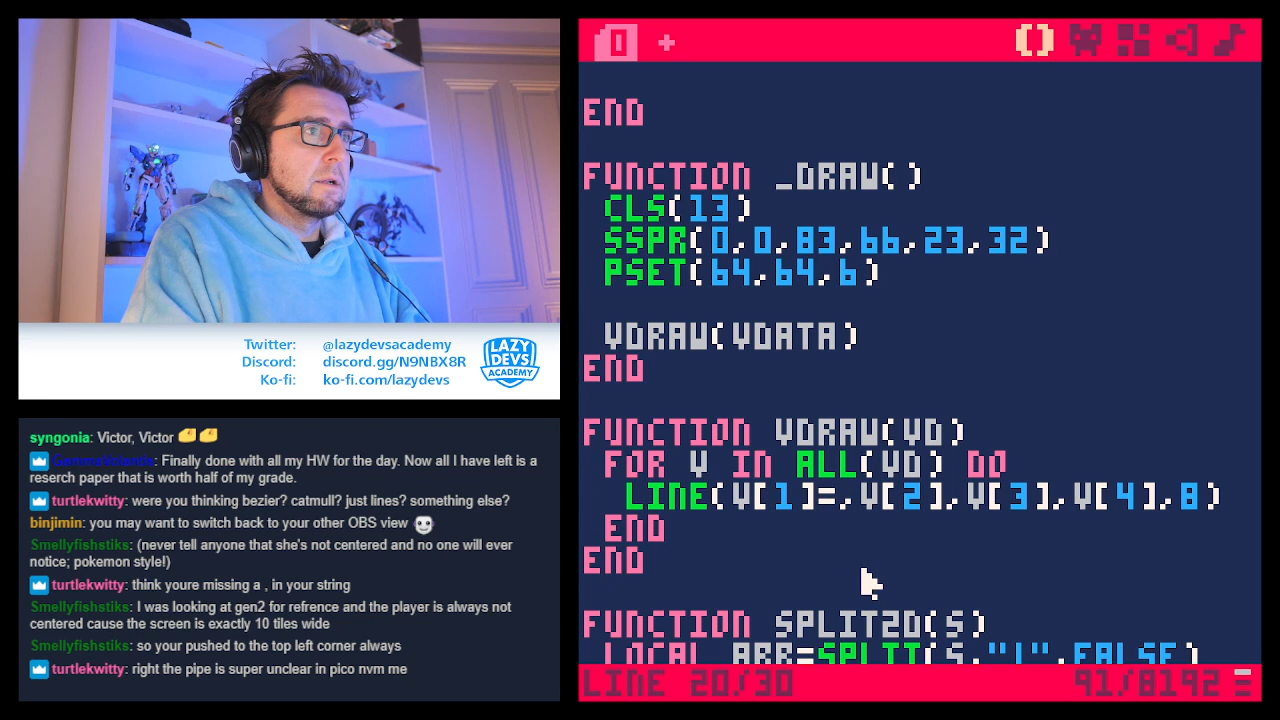 Twitter: @lazydevsacademy
Discord: discord.gg/N9NBX8R
Ko-fi: ko-fi.com/lazydevs
LAZY
DEVS
ACADEMY
syngonia: Victor, Victor
Finally done with all my HW for the day. Now all I have left is a
reserch paper that is worth half of my grade.
turtlekwitty: were you thinking bezier? catmull? just lines? something else?
binjimin: you may want to switch back to your other OBS view
Smellyfishstiks: (never tell anyone that she's not centered and no one will ever
notice; pokemon style!)
turtlekwitty: think youre missing a , in your string
Smellyfishstiks: I was looking at gen2 for refrence and the player is always not
centered cause the screen is exactly 10 tiles wide
Smellyfishstiks: so your pushed to the top left corner always
turtlekwitty: right the pipe is super unclear in pico nvm me
0 +
END
FUNCTION _DRAW()
CLS(13)
SSPR(0,0,83,66,23,32)
PSET(64,64,6)
VDRAW(VDATA)
END
FUNCTION VDRAW(VD)
FOR V IN ALL(VD) DO
LINE(V[1]=,V[2],V[3],V[4],8)
END
END
FUNCTION SPLIT2D(S)
LOCAL ARR=SPLIT(S,"|",FALSE)
LINE 20/30 91/8192